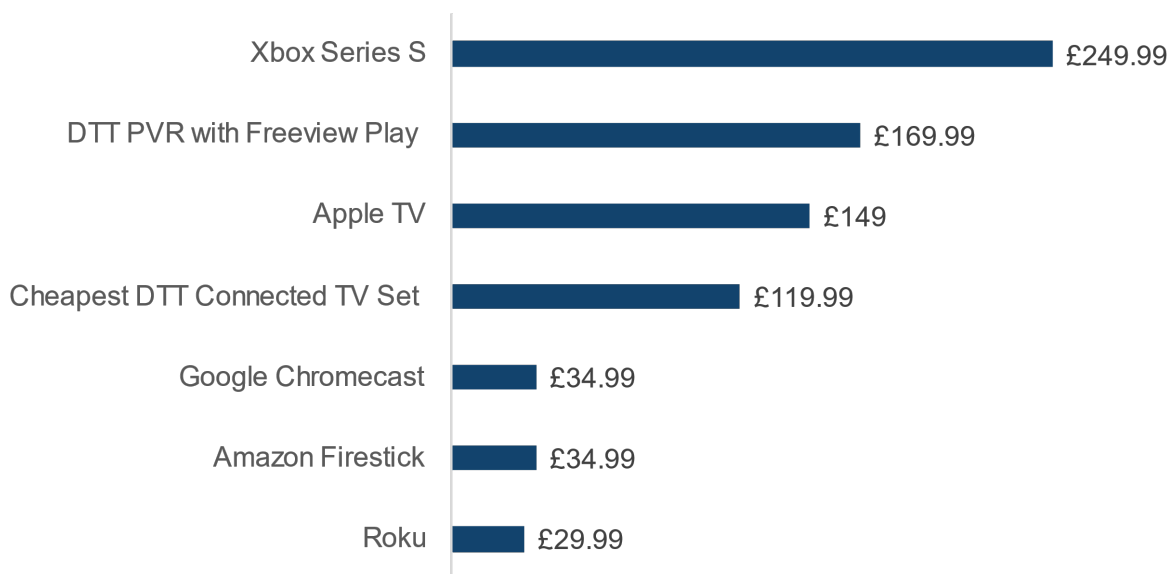 Xbox Series S £249.99
DTT PVR with Freeview Play £169.99
Apple TV £149
Cheapest DTT Connected TV Set £119.99
Google Chromecast £34.99
Amazon Firestick £34.99
Roku £29.99